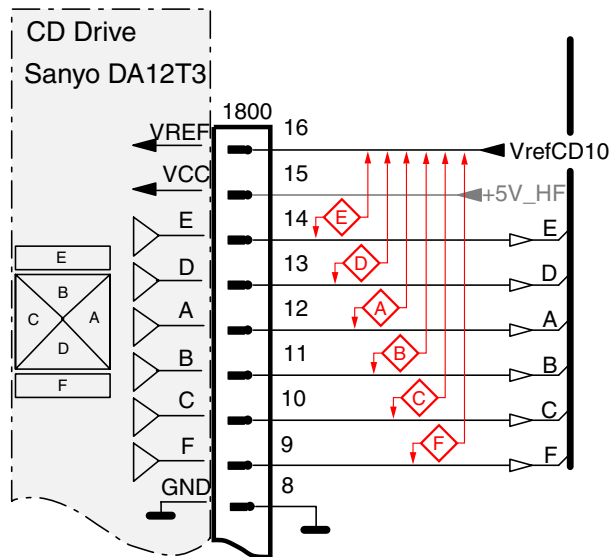 CD Drive
Sanyo DA12T3
1800
VREF 16 VrefCD10
VCC 15 +5V_HF
E 14 E E
D 13 D D
A 12 A A
B 11 B B
C 10 C C
F 9 F F
GND 8
E
B
C A
D
F